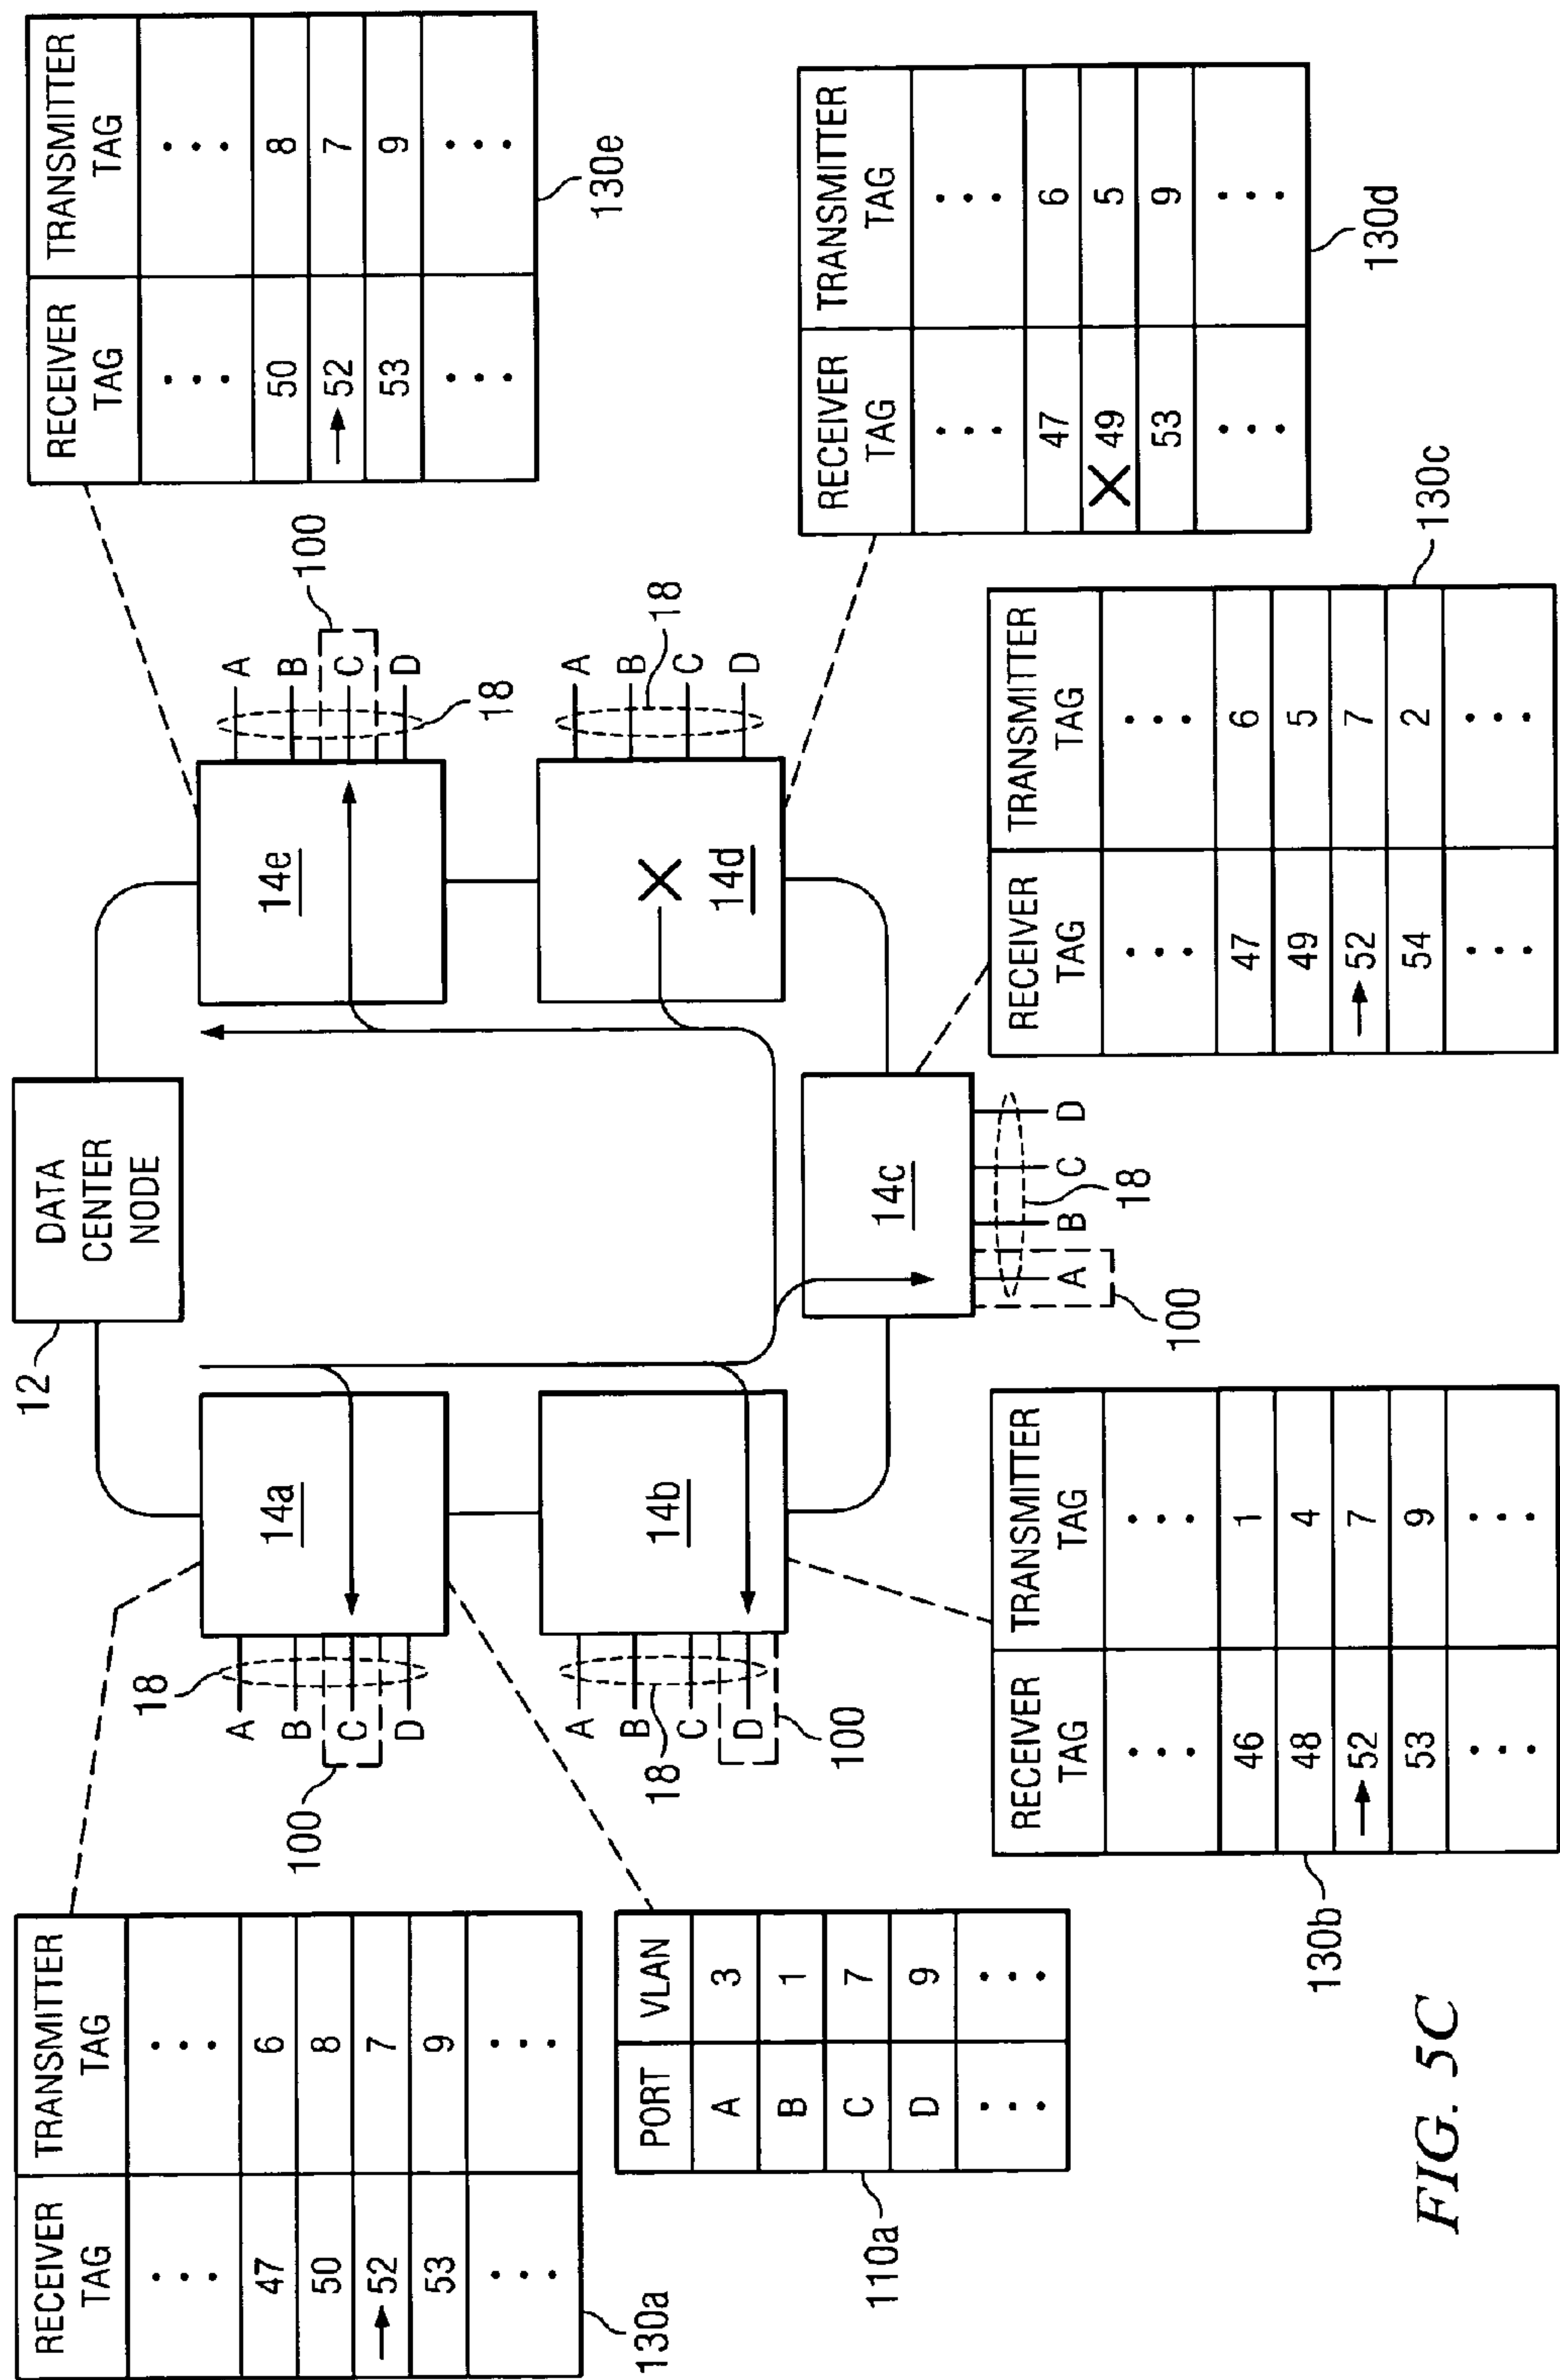 RECEIVER TAG | TRANSMITTER TAG
... | ...
47 | 6
50 | 8
→52 | 7
53 | 9
... | ...
130a
PORT | VLAN
A | 3
B | 1
C | 7
D | 9
... | ...
110a
DATA
CENTER
NODE
12
14a
A
B
C
D
18
100
14b
A
B
C
D
18
100
14c
A
B
C
D
18
100
14d
A
B
C
D
18
14e
A
B
C
D
18
100
RECEIVER TAG | TRANSMITTER TAG
... | ...
46 | 1
48 | 4
→52 | 7
53 | 9
... | ...
130b
RECEIVER TAG | TRANSMITTER TAG
... | ...
47 | 6
49 | 5
→52 | 7
54 | 2
... | ...
130c
RECEIVER TAG | TRANSMITTER TAG
... | ...
47 | 6
X 49 | 5
53 | 9
... | ...
130d
RECEIVER TAG | TRANSMITTER TAG
... | ...
50 | 8
→52 | 7
53 | 9
... | ...
130e
FIG. 5C